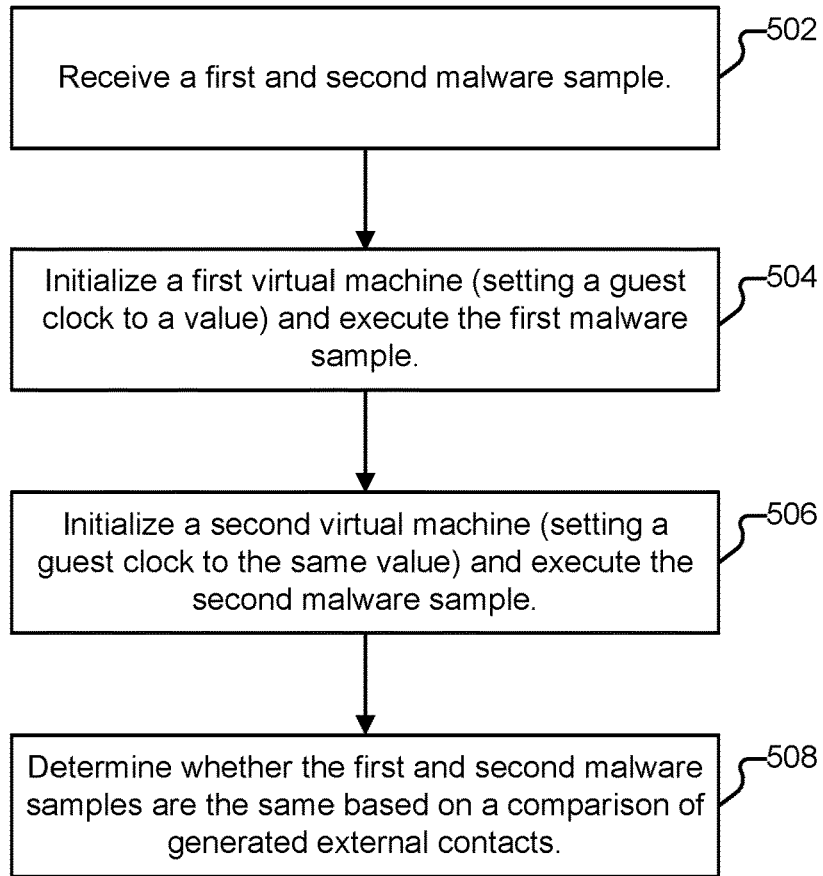 502
Receive a first and second malware sample.
504
Initialize a first virtual machine (setting a guest
clock to a value) and execute the first malware
sample.
506
Initialize a second virtual machine (setting a
guest clock to the same value) and execute the
second malware sample.
508
Determine whether the first and second malware
samples are the same based on a comparison of
generated external contacts.